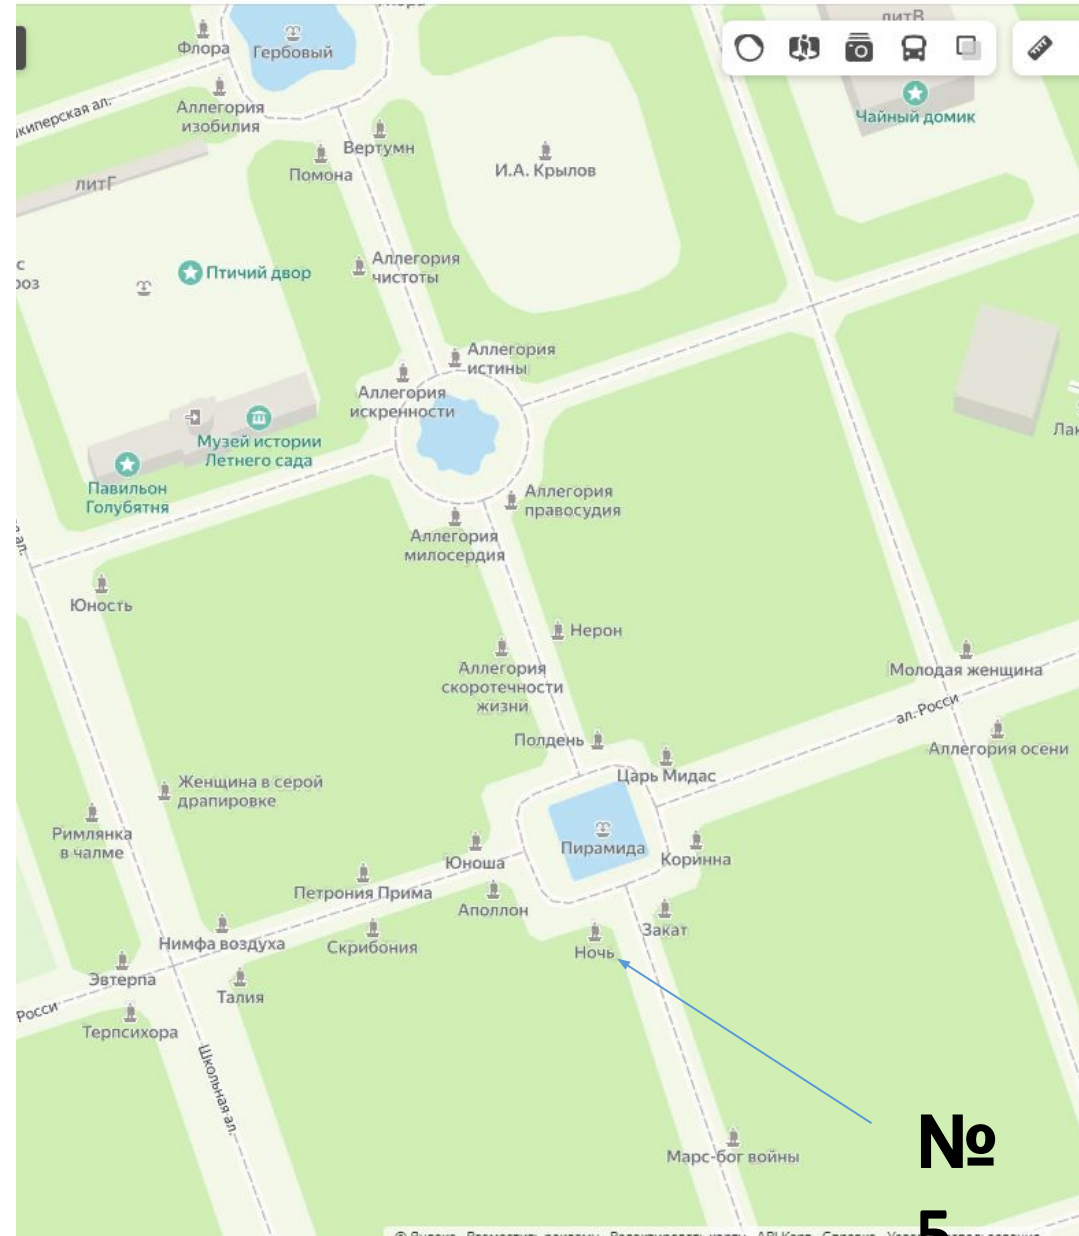 литВ
Флора
Гербовый
Аллегория
изобилия
Вертумн
Помона
И.А. Крылов
Чайный домик
литГ
Птичий двор
Аллегория
чистоты
Аллегория
истины
Аллегория
искренности
Музей истории
Летнего сада
Павильон
Голубятня
Аллегория
правосудия
Аллегория
милосердия
Юность
Нерон
Аллегория
скоротечности
жизни
Молодая женщина
ал. Росси
Аллегория осени
Полдень
Царь Мидас
Женщина в серой
драпировке
Римлянка
в чалме
Пирамида
Юноша
Коринна
Петрония Прима
Аполлон
Закат
Нимфа воздуха
Скрибония
Ночь
Эвтерпа
Талия
Росси
Терпсихора
Школьная ал.
Марс-бог войны
№
5